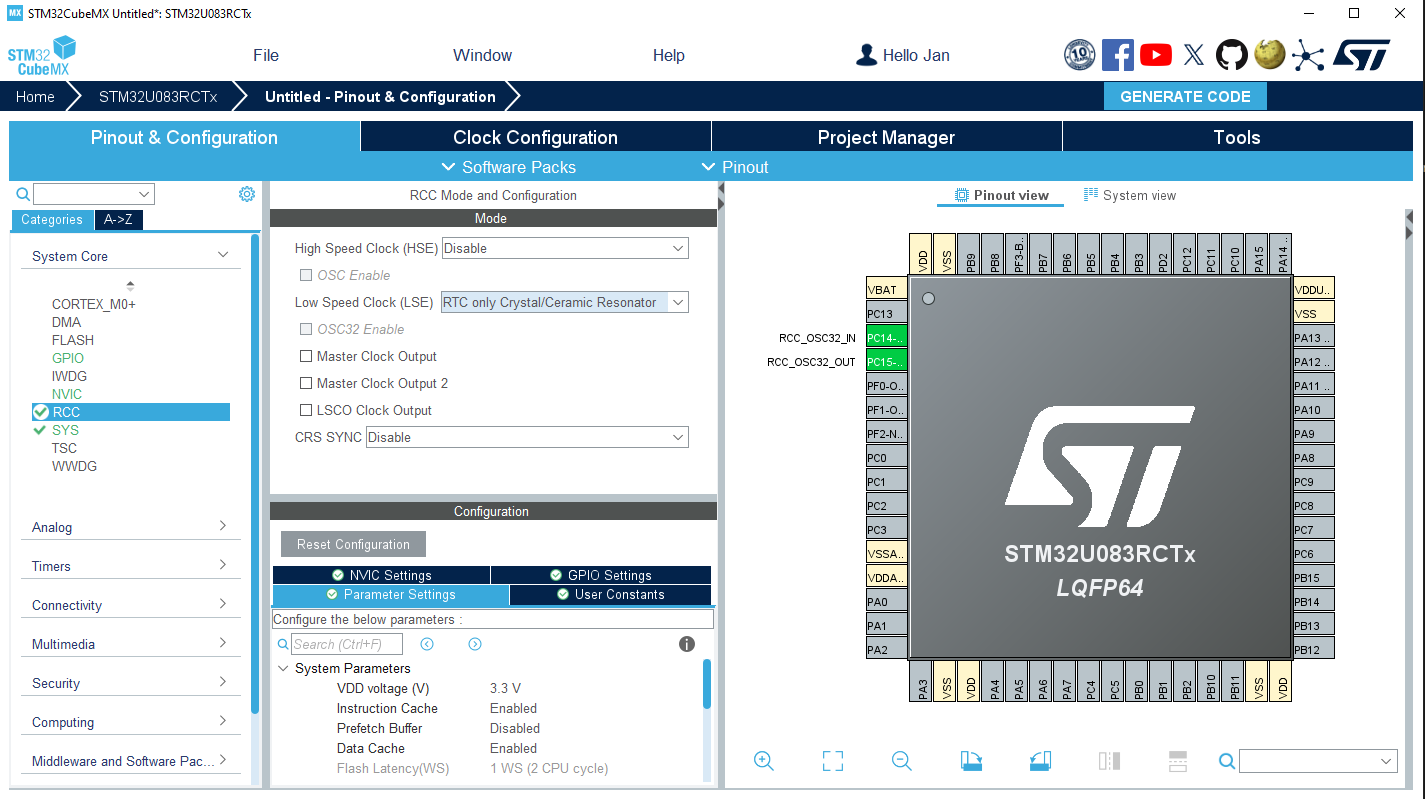 MX STM32CubeMX Untitled*: STM32U083RCTx
STM32 CubeMX
File Window Help Hello Jan
10
Home STM32U083RCTx Untitled - Pinout & Configuration GENERATE CODE
Pinout & Configuration Clock Configuration Project Manager Tools
Software Packs Pinout
Categories A->Z
System Core
CORTEX_M0+
DMA
FLASH
GPIO
IWDG
NVIC
RCC
SYS
TSC
WWDG
Analog
Timers
Connectivity
Multimedia
Security
Computing
Middleware and Software Pac...
RCC Mode and Configuration
Mode
High Speed Clock (HSE) Disable
OSC Enable
Low Speed Clock (LSE) RTC only Crystal/Ceramic Resonator
OSC32 Enable
Master Clock Output
Master Clock Output 2
LSCO Clock Output
CRS SYNC Disable
Configuration
Reset Configuration
NVIC Settings GPIO Settings
Parameter Settings User Constants
Configure the below parameters :
Search (Ctrl+F)
System Parameters
VDD voltage (V) 3.3 V
Instruction Cache Enabled
Prefetch Buffer Disabled
Data Cache Enabled
Flash Latency(WS) 1 WS (2 CPU cycle)
Pinout view System view
VDD VSS PB9 PB8 PF3-B.. PB7 PB6 PB5 PB4 PB3 PD2 PC12 PC11 PC10 PA15 PA14 ..
VBAT
PC13
RCC_OSC32_IN PC14-..
RCC_OSC32_OUT PC15-..
PF0-O..
PF1-O..
PF2-N..
PC0
PC1
PC2
PC3
VSSA..
VDDA..
PA0
PA1
PA2
STM32U083RCTx
LQFP64
VDDU..
VSS
PA13 ..
PA12 ..
PA11 ..
PA10
PA9
PA8
PC9
PC8
PC7
PC6
PB15
PB14
PB13
PB12
PA3 VSS VDD PA4 PA5 PA6 PA7 PC4 PC5 PB0 PB1 PB2 PB10 PB11 VSS VDD